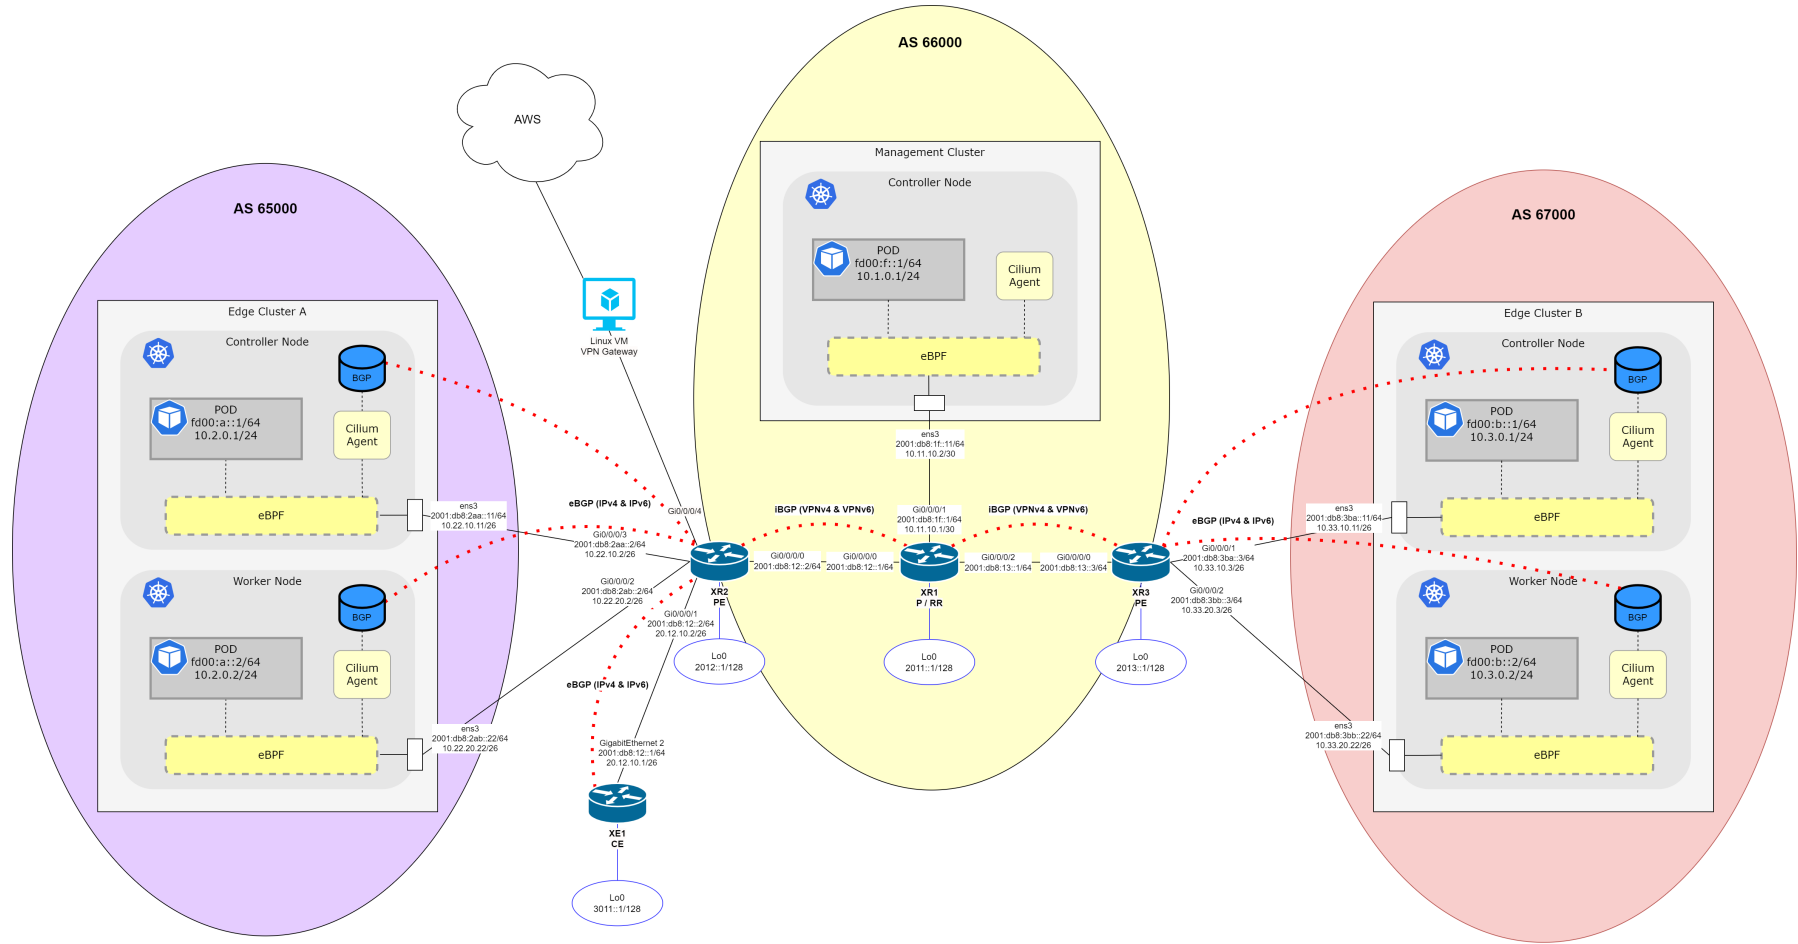 AS 66000
AWS
AS 65000
AS 67000
Management Cluster
Controller Node
POD
fd00:f::1/64
10.1.0.1/24
Cilium
Agent
eBPF
ens3
2001:db8:1f::11/64
10.11.10.2/30
Linux VM
VPN Gateway
Edge Cluster A
Controller Node
BGP
POD
fd00:a::1/64
10.2.0.1/24
Cilium
Agent
eBPF
ens3
2001:db8:2aa::11/64
10.22.10.11/26
Worker Node
BGP
POD
fd00:a::2/64
10.2.0.2/24
Cilium
Agent
eBPF
ens3
2001:db8:2ab::22/64
10.22.20.22/26
eBGP (IPv4 & IPv6)
Gi0/0/0/4
Gi0/0/0/3
2001:db8:2aa::2/64
10.22.10.2/26
Gi0/0/0/2
2001:db8:2ab::2/64
10.22.20.2/26
Gi0/0/0/1
2001:db8:12::2/64
20.12.10.2/26
XR2
PE
Lo0
2012::1/128
eBGP (IPv4 & IPv6)
GigabitEthernet 2
2001:db8:12::1/64
20.12.10.1/26
XE1
CE
Lo0
3011::1/128
iBGP (VPNv4 & VPNv6)
Gi0/0/0/0
2001:db8:12::2/64
Gi0/0/0/0
2001:db8:12::1/64
Gi0/0/0/1
2001:db8:1f::1/64
10.11.10.1/30
XR1
P / RR
Lo0
2011::1/128
iBGP (VPNv4 & VPNv6)
Gi0/0/0/2
2001:db8:13::1/64
Gi0/0/0/0
2001:db8:13::3/64
XR3
PE
Lo0
2013::1/128
eBGP (IPv4 & IPv6)
Gi0/0/0/1
2001:db8:3ba::3/64
10.33.10.3/26
Gi0/0/0/2
2001:db8:3bb::3/64
10.33.20.3/26
Edge Cluster B
Controller Node
BGP
POD
fd00:b::1/64
10.3.0.1/24
Cilium
Agent
eBPF
ens3
2001:db8:3ba::11/64
10.33.10.11/26
Worker Node
BGP
POD
fd00:b::2/64
10.3.0.2/24
Cilium
Agent
eBPF
ens3
2001:db8:3bb::22/64
10.33.20.22/26